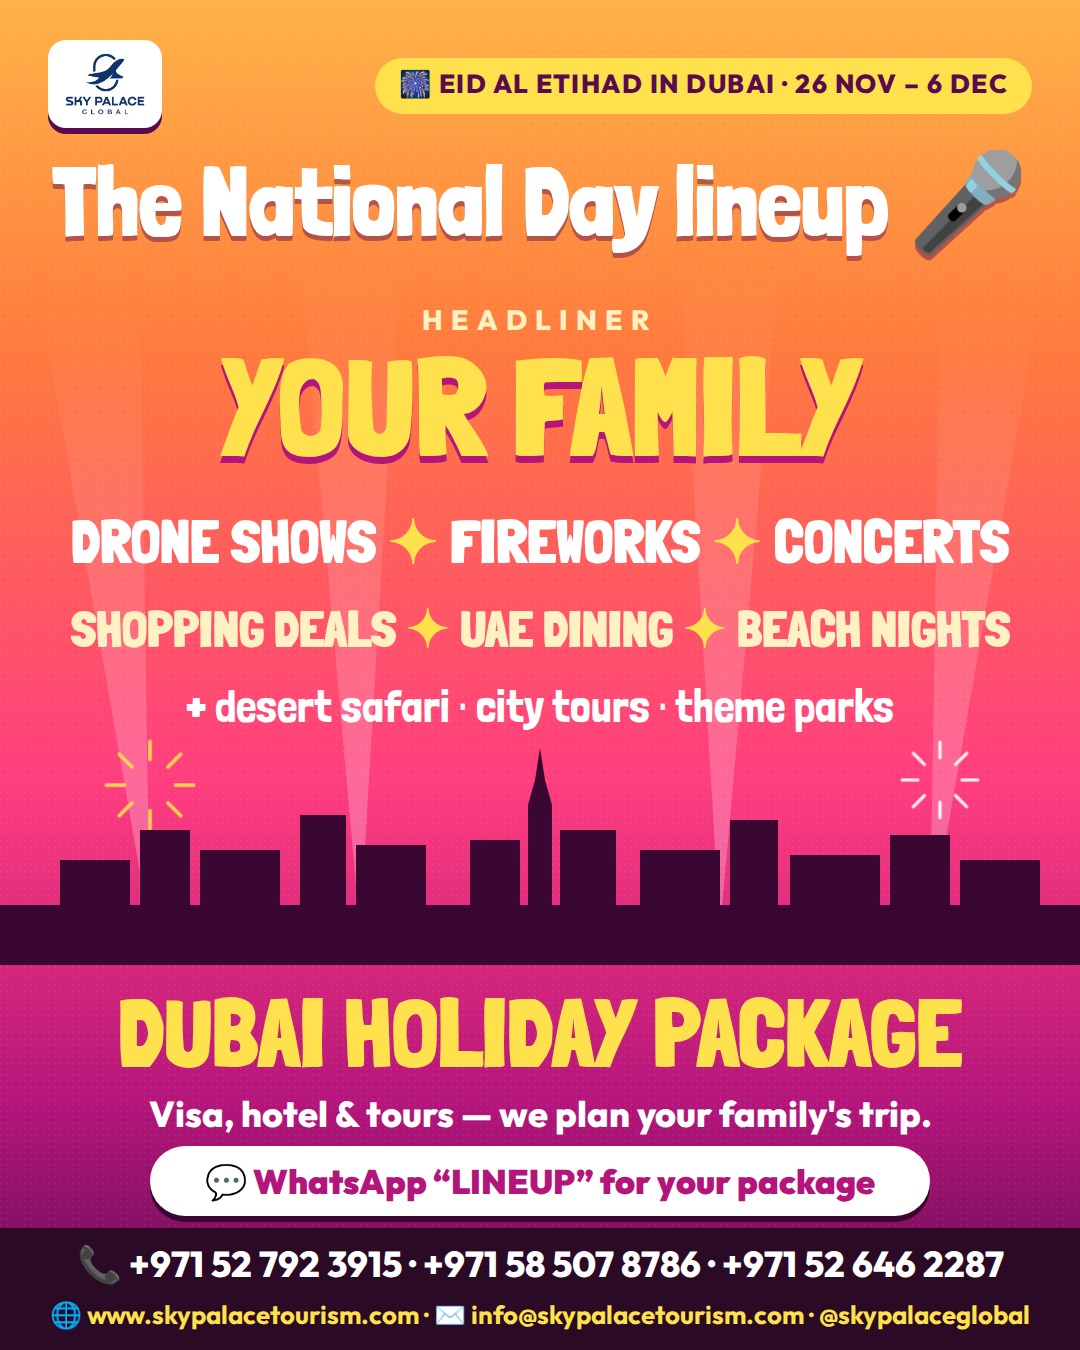 SKY PALACE
GLOBAL
🎆 EID AL ETIHAD IN DUBAI · 26 NOV – 6 DEC
The National Day lineup 🎤
HEADLINER
YOUR FAMILY
DRONE SHOWS ✦ FIREWORKS ✦ CONCERTS
SHOPPING DEALS ✦ UAE DINING ✦ BEACH NIGHTS
+ desert safari · city tours · theme parks
DUBAI HOLIDAY PACKAGE
Visa, hotel & tours — we plan your family's trip.
💬 WhatsApp “LINEUP” for your package
📞 +971 52 792 3915 · +971 58 507 8786 · +971 52 646 2287
🌐 www.skypalacetourism.com · ✉️ info@skypalacetourism.com · @skypalaceglobal